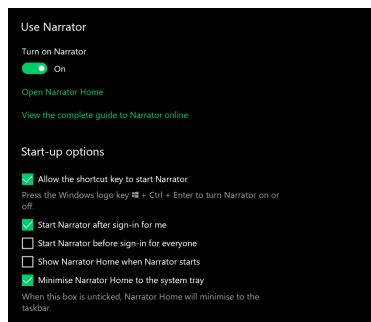 Use Narrator
Turn on Narrator
On
Open Narrator Home
View the complete guide to Narrator online
Start-up options
Allow the shortcut key to start Narrator
Press the Windows logo key + Ctrl + Enter to turn Narrator on or
off.
Start Narrator after sign-in for me
Start Narrator before sign-in for everyone
Show Narrator Home when Narrator starts
Minimise Narrator Home to the system tray
When this box is unticked, Narrator Home will minimise to the
taskbar.